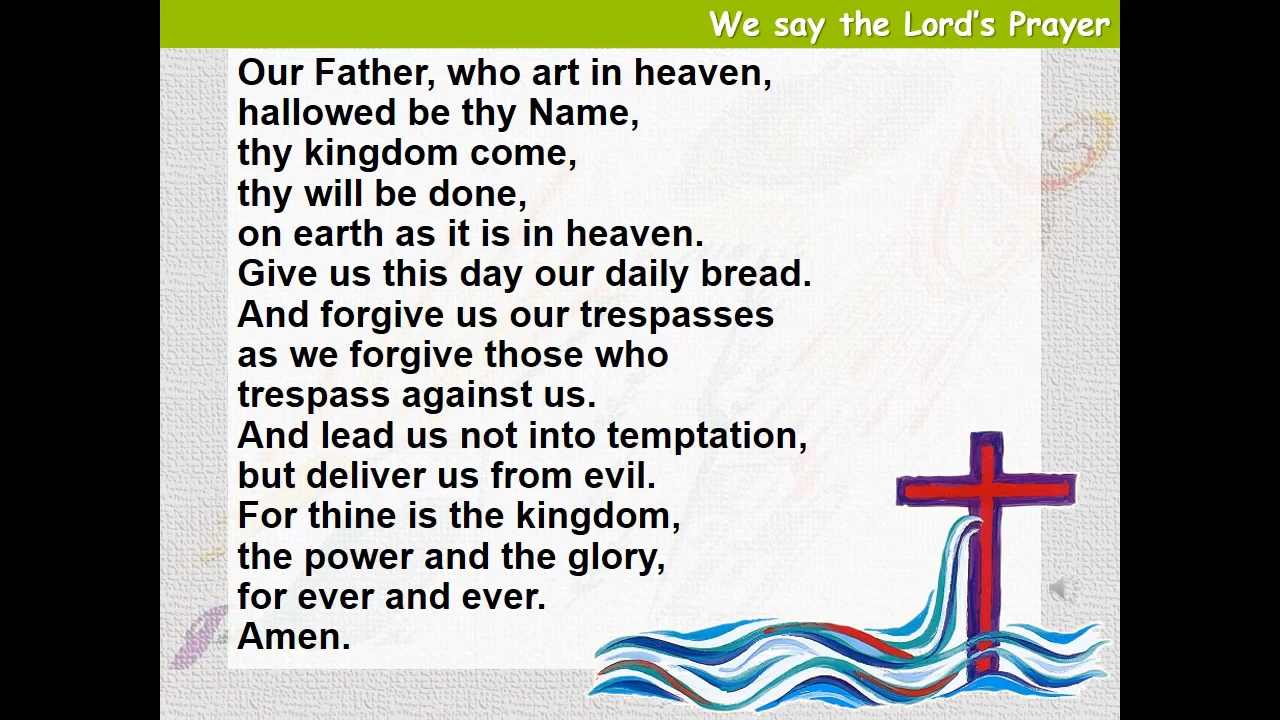 We say the Lord's Prayer
Our Father, who art in heaven,
hallowed be thy Name,
thy kingdom come,
thy will be done,
on earth as it is in heaven.
Give us this day our daily bread.
And forgive us our trespasses
as we forgive those who
trespass against us.
And lead us not into temptation,
but deliver us from evil.
For thine is the kingdom,
the power and the glory,
for ever and ever.
Amen.